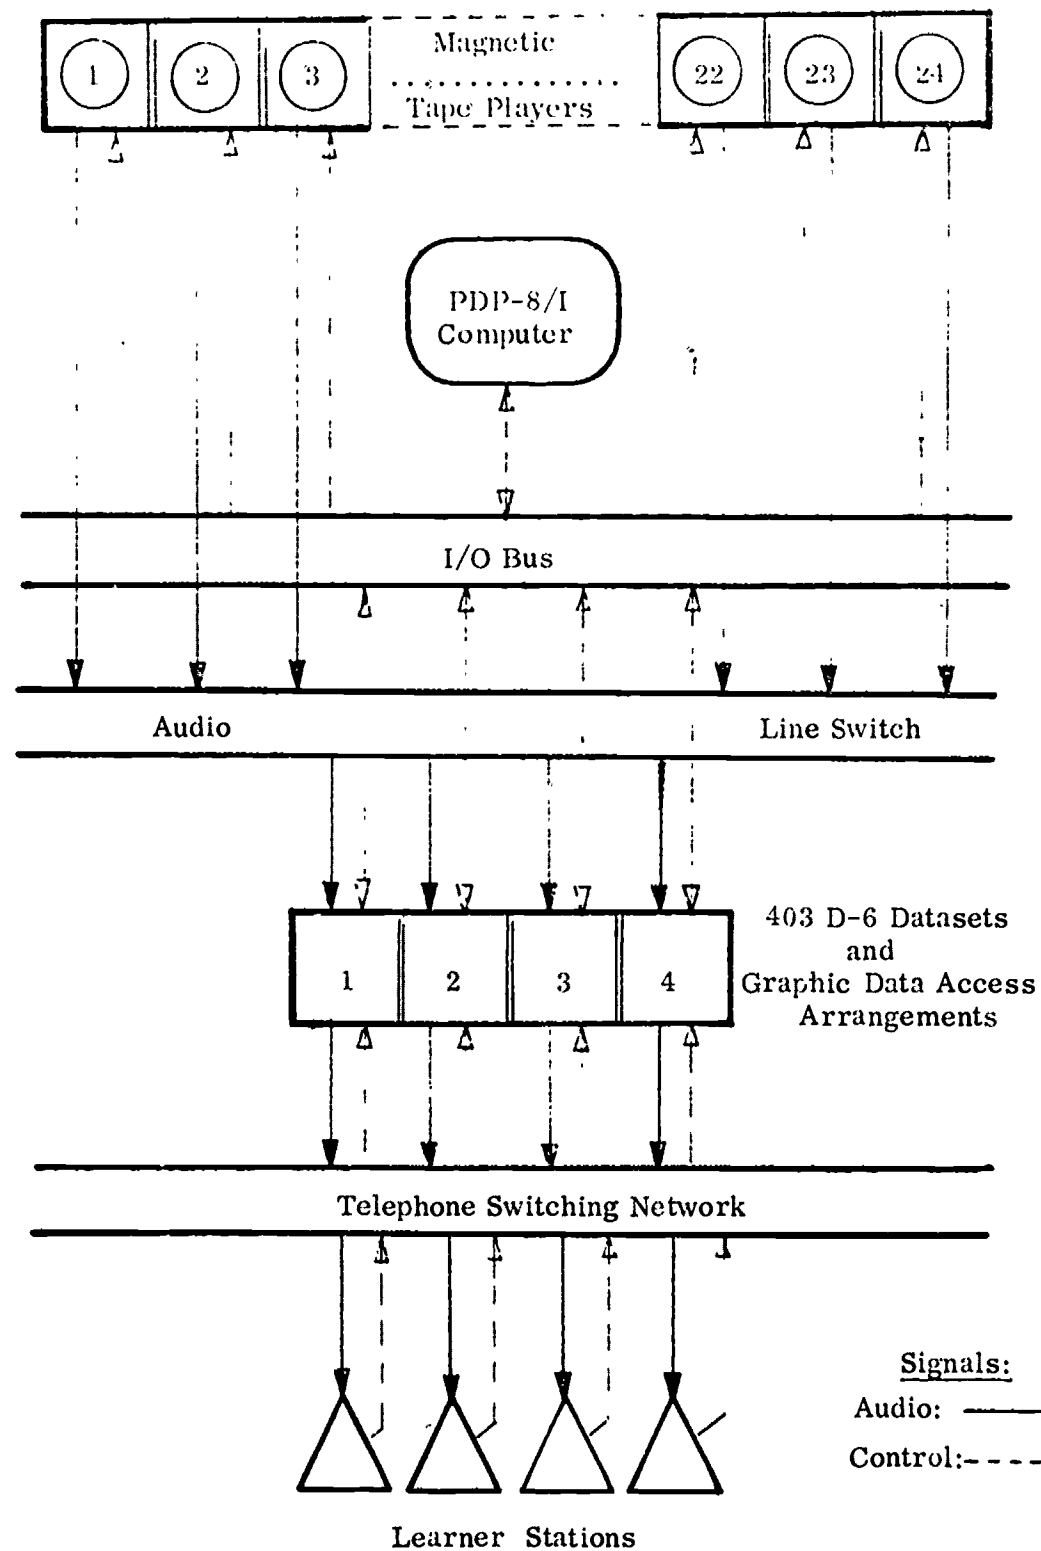 1 2 3 Magnetic 22 23 24
Tape Players
PDP-8/I
Computer
I/O Bus
Audio Line Switch
1 2 3 4
403 D-6 Datasets
and
Graphic Data Access
Arrangements
Telephone Switching Network
Signals:
Audio:
Control:
Learner Stations